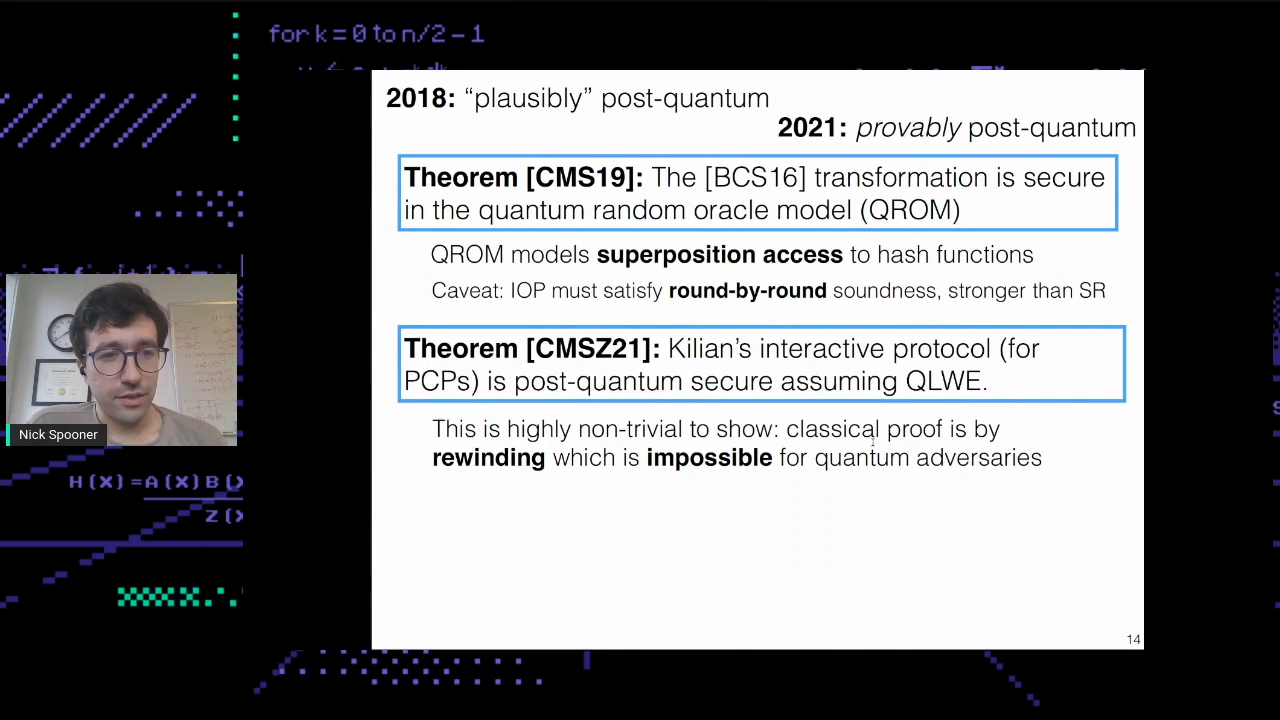 for k = 0 to n/2 - 1
2018: “plausibly” post-quantum
2021: provably post-quantum
Theorem [CMS19]: The [BCS16] transformation is secure
in the quantum random oracle model (QROM)
QROM models superposition access to hash functions
Caveat: IOP must satisfy round-by-round soundness, stronger than SR
Theorem [CMSZ21]: Kilian’s interactive protocol (for
PCPs) is post-quantum secure assuming QLWE.
This is highly non-trivial to show: classical proof is by
rewinding which is impossible for quantum adversaries
14
Nick Spooner
H(X)=A(X)B(X
Z(X